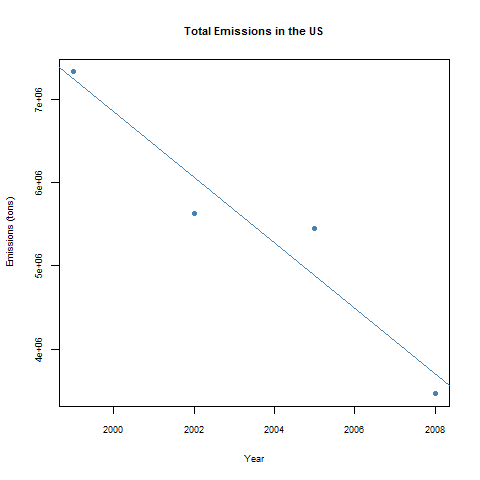 Total Emissions in the US
7e+06
6e+06
5e+06
4e+06
Emissions (tons)
2000 2002 2004 2006 2008
Year